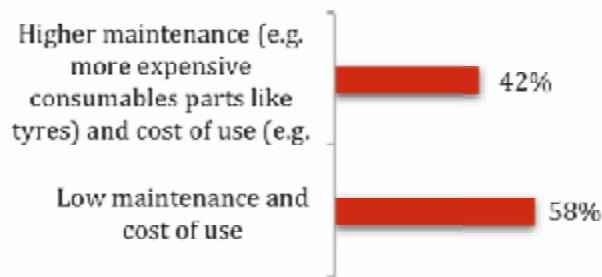 Higher maintenance (e.g.
more expensive
consumables parts like
tyres) and cost of use (e.g.
42%
Low maintenance and
cost of use
58%